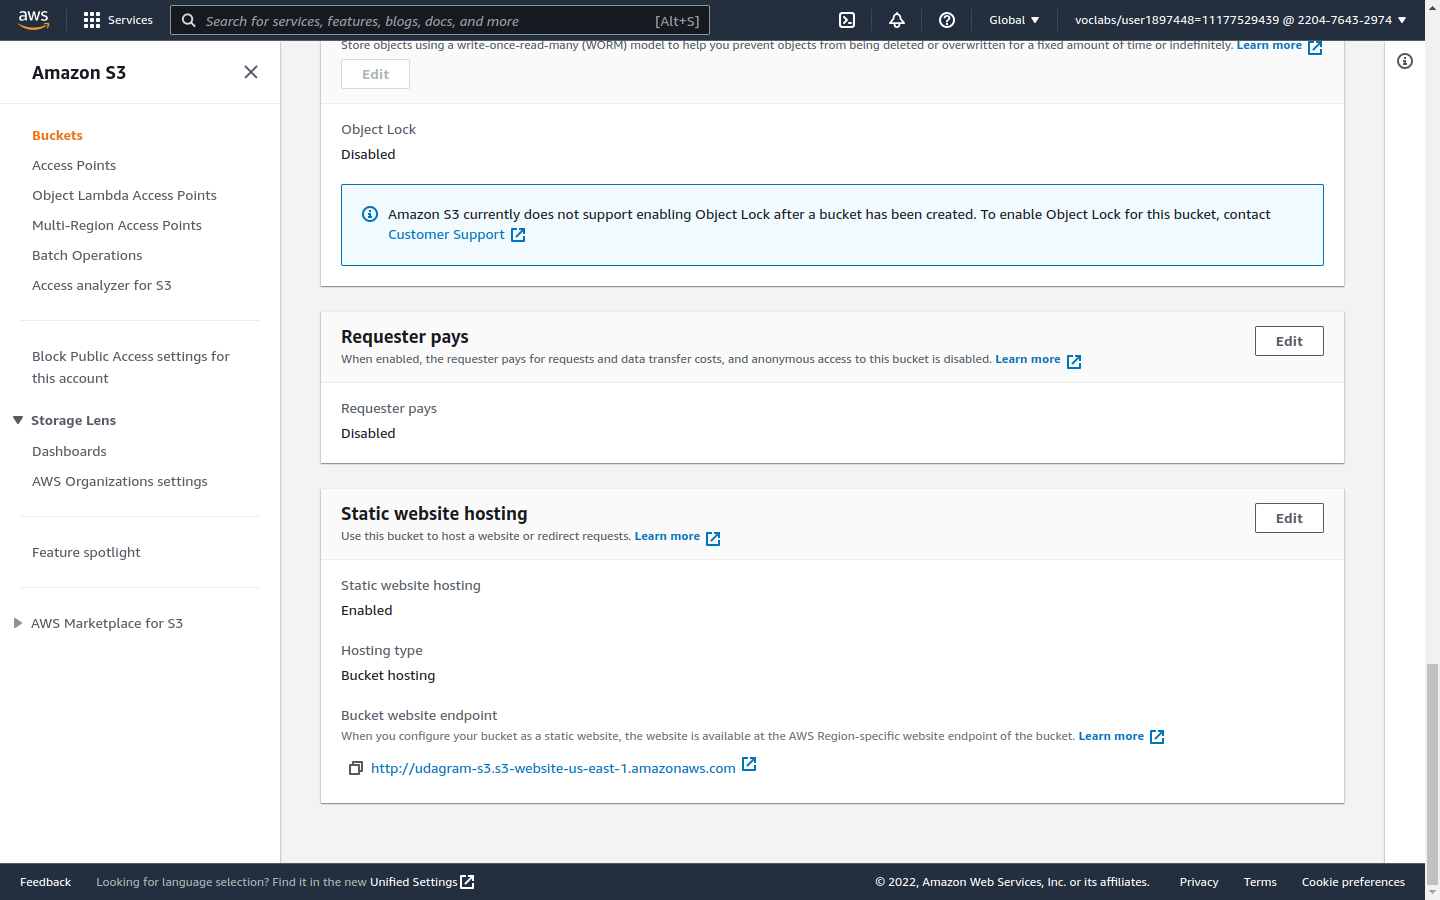 aws
Services
Search for services, features, blogs, docs, and more
[Alt+S]
Global
voclabs/user1897448=11177529439 @ 2204-7643-2974
Amazon S3
Buckets
Access Points
Object Lambda Access Points
Multi-Region Access Points
Batch Operations
Access analyzer for S3
Block Public Access settings for
this account
Storage Lens
Dashboards
AWS Organizations settings
Feature spotlight
AWS Marketplace for S3
Store objects using a write-once-read-many (WORM) model to help you prevent objects from being deleted or overwritten for a fixed amount of time or indefinitely. Learn more
Edit
Object Lock
Disabled
Amazon S3 currently does not support enabling Object Lock after a bucket has been created. To enable Object Lock for this bucket, contact
Customer Support
Requester pays
Edit
When enabled, the requester pays for requests and data transfer costs, and anonymous access to this bucket is disabled. Learn more
Requester pays
Disabled
Static website hosting
Edit
Use this bucket to host a website or redirect requests. Learn more
Static website hosting
Enabled
Hosting type
Bucket hosting
Bucket website endpoint
When you configure your bucket as a static website, the website is available at the AWS Region-specific website endpoint of the bucket. Learn more
http://udagram-s3.s3-website-us-east-1.amazonaws.com
Feedback
Looking for language selection? Find it in the new Unified Settings
© 2022, Amazon Web Services, Inc. or its affiliates.
Privacy
Terms
Cookie preferences